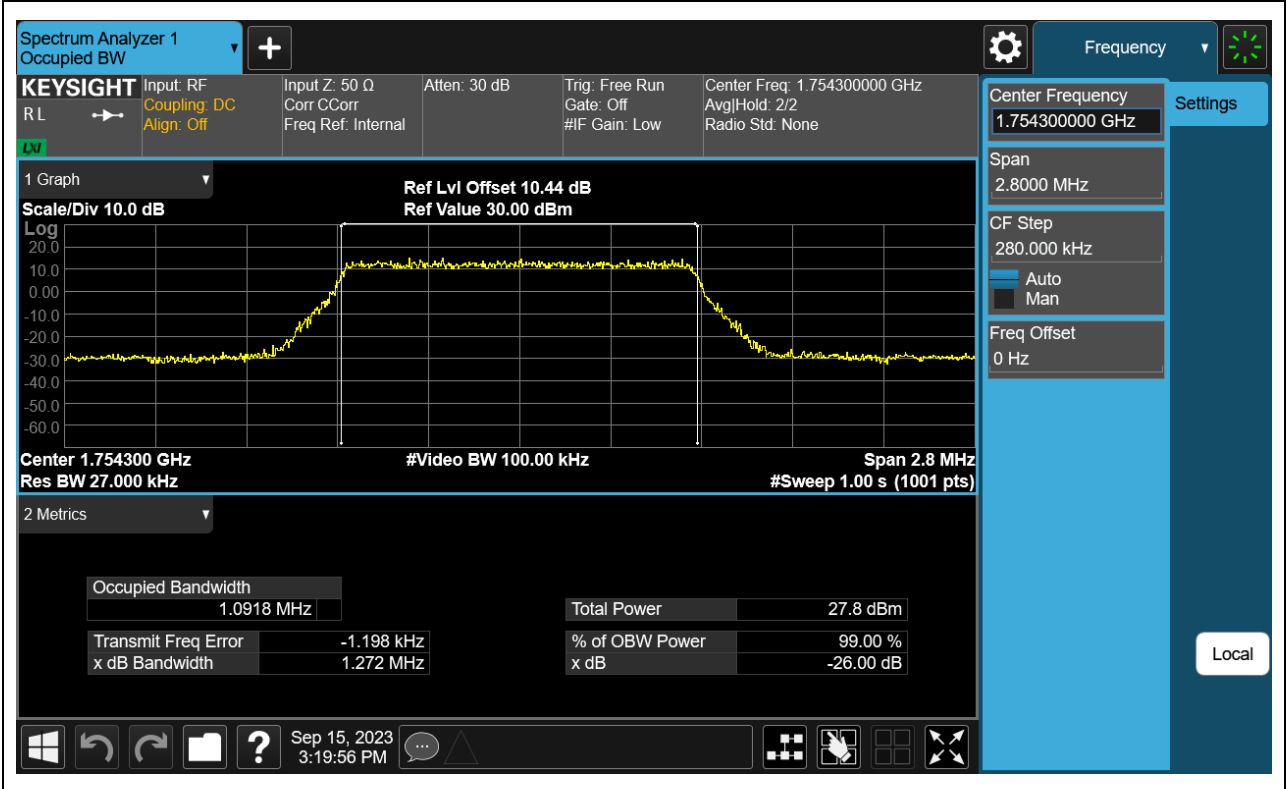 Spectrum Analyzer 1
Occupied BW
+
Frequency
KEYSIGHT
R L
LXI
Input: RF
Coupling: DC
Align: Off
Input Z: 50 Ω
Corr CCorr
Freq Ref: Internal
Atten: 30 dB
Trig: Free Run
Gate: Off
#IF Gain: Low
Center Freq: 1.754300000 GHz
Avg|Hold: 2/2
Radio Std: None
Center Frequency
1.754300000 GHz
Settings
Span
2.8000 MHz
CF Step
280.000 kHz
Auto
Man
Freq Offset
0 Hz
Local
1 Graph
Scale/Div 10.0 dB
Ref Lvl Offset 10.44 dB
Ref Value 30.00 dBm
Log
20.0
10.0
0.00
-10.0
-20.0
-30.0
-40.0
-50.0
-60.0
Center 1.754300 GHz
#Video BW 100.00 kHz
Span 2.8 MHz
Res BW 27.000 kHz
#Sweep 1.00 s (1001 pts)
2 Metrics
Occupied Bandwidth
1.0918 MHz
Total Power 27.8 dBm
Transmit Freq Error -1.198 kHz
% of OBW Power 99.00 %
x dB Bandwidth 1.272 MHz
x dB -26.00 dB
?
Sep 15, 2023
3:19:56 PM